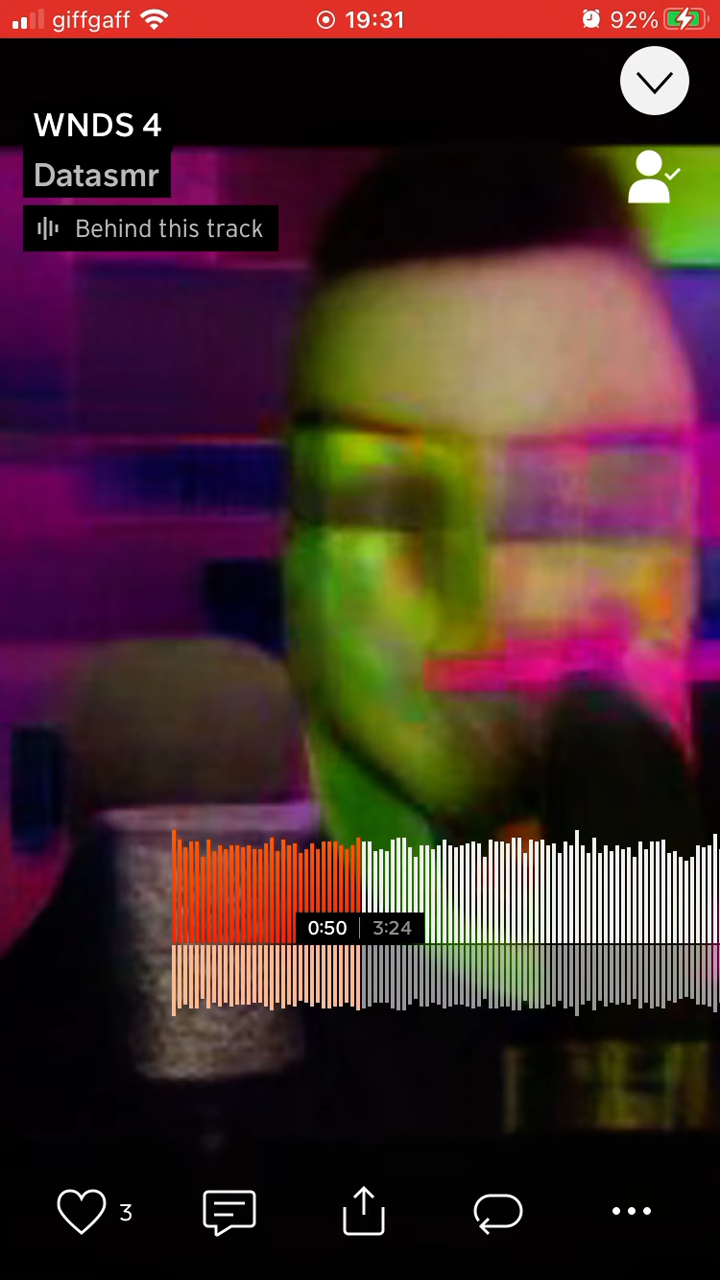 giffgaff 19:31 92%
WNDS 4
Datasmr
Behind this track
0:50 3:24
3